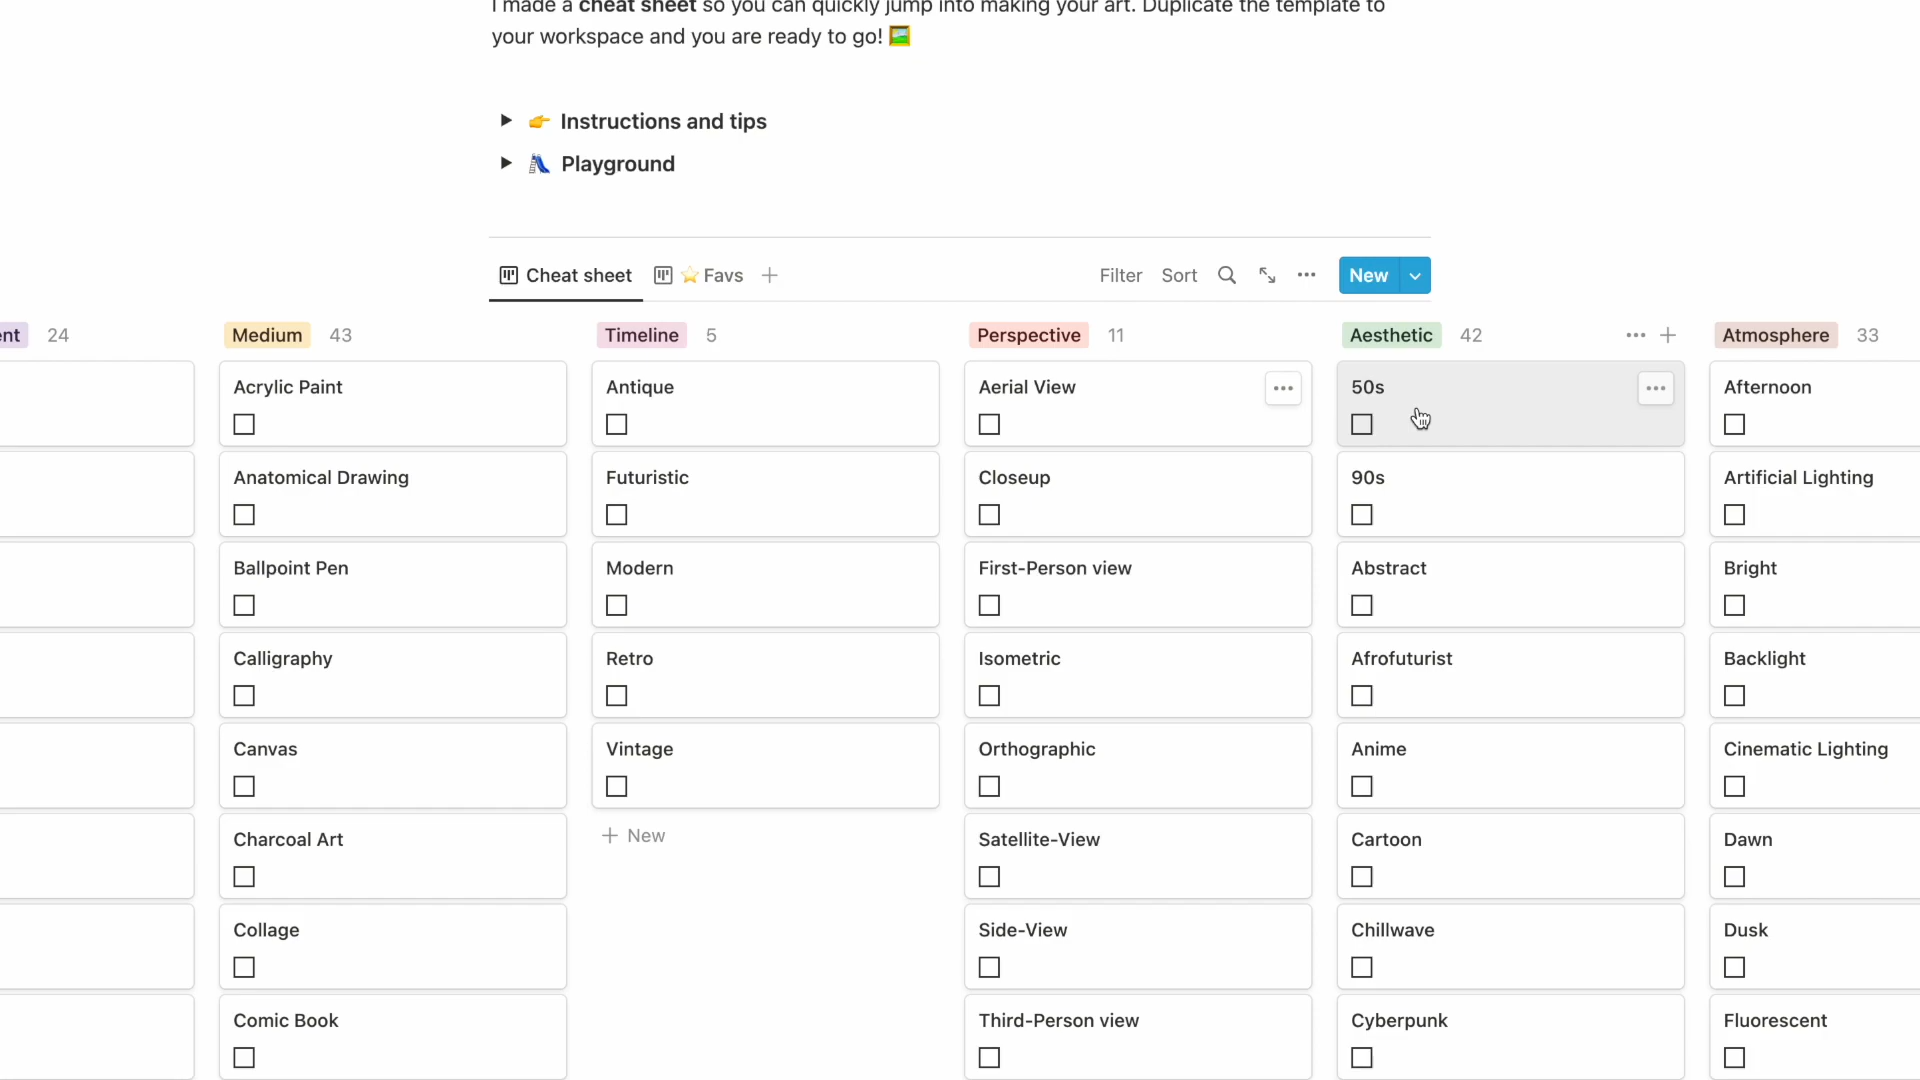 I made a cheat sheet so you can quickly jump into making your art. Duplicate the template to
your workspace and you are ready to go!
Instructions and tips
Playground
Cheat sheet
Favs
Filter
Sort
New
ent 24
Medium 43
Timeline 5
Perspective 11
Aesthetic 42
Atmosphere 33
Acrylic Paint
Antique
Aerial View
50s
Afternoon
Anatomical Drawing
Futuristic
Closeup
90s
Artificial Lighting
Ballpoint Pen
Modern
First-Person view
Abstract
Bright
Calligraphy
Retro
Isometric
Afrofuturist
Backlight
Canvas
Vintage
Orthographic
Anime
Cinematic Lighting
Charcoal Art
New
Satellite-View
Cartoon
Dawn
Collage
Side-View
Chillwave
Dusk
Comic Book
Third-Person view
Cyberpunk
Fluorescent